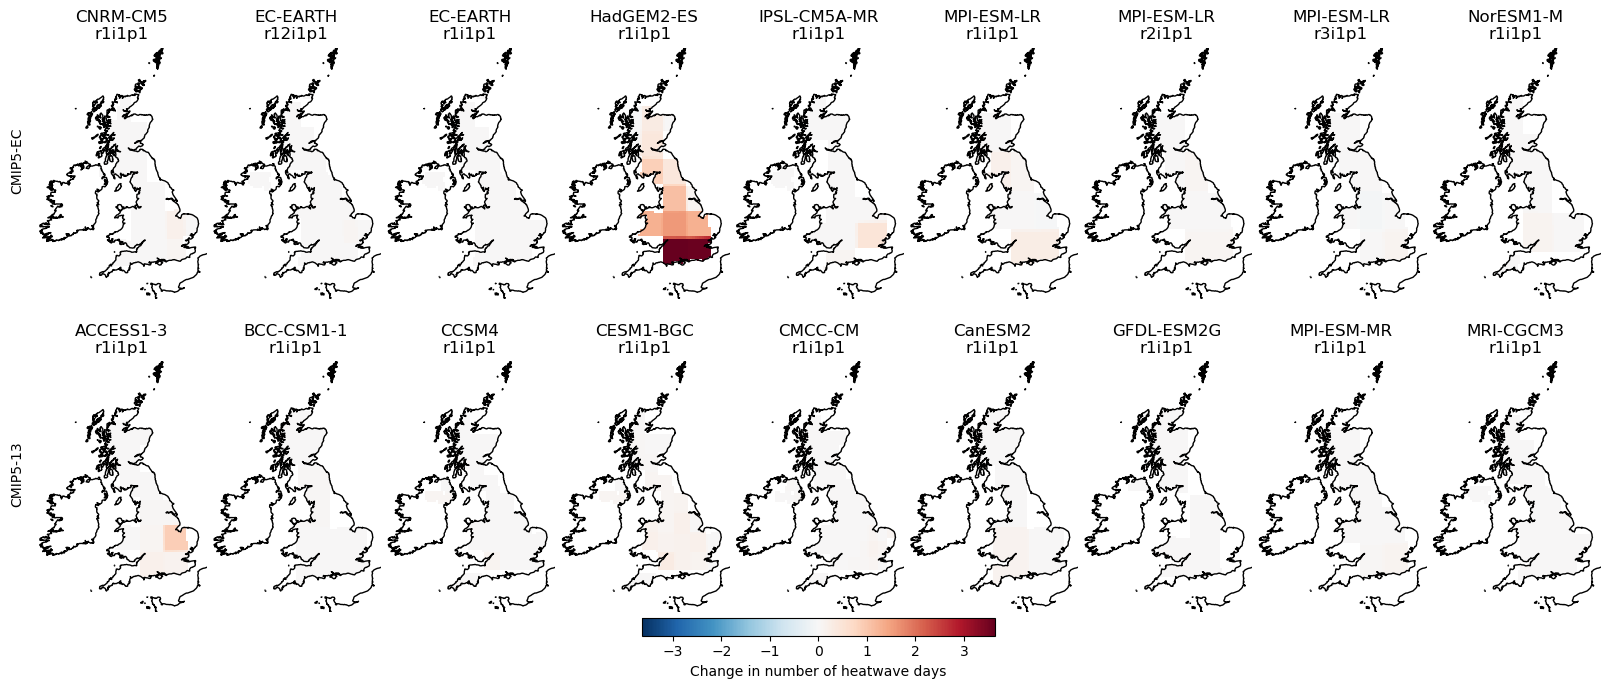 CNRM-CM5 EC-EARTH EC-EARTH HadGEM2-ES IPSL-CM5A-MR MPI-ESM-LR MPI-ESM-LR MPI-ESM-LR NorESM1-M
r1i1p1 r12i1p1 r1i1p1 r1i1p1 r1i1p1 r1i1p1 r2i1p1 r3i1p1 r1i1p1
CMIP5-EC
ACCESS1-3 BCC-CSM1-1 CCSM4 CESM1-BGC CMCC-CM CanESM2 GFDL-ESM2G MPI-ESM-MR MRI-CGCM3
r1i1p1 r1i1p1 r1i1p1 r1i1p1 r1i1p1 r1i1p1 r1i1p1 r1i1p1 r1i1p1
CMIP5-13
−3 −2 −1 0 1 2 3
Change in number of heatwave days